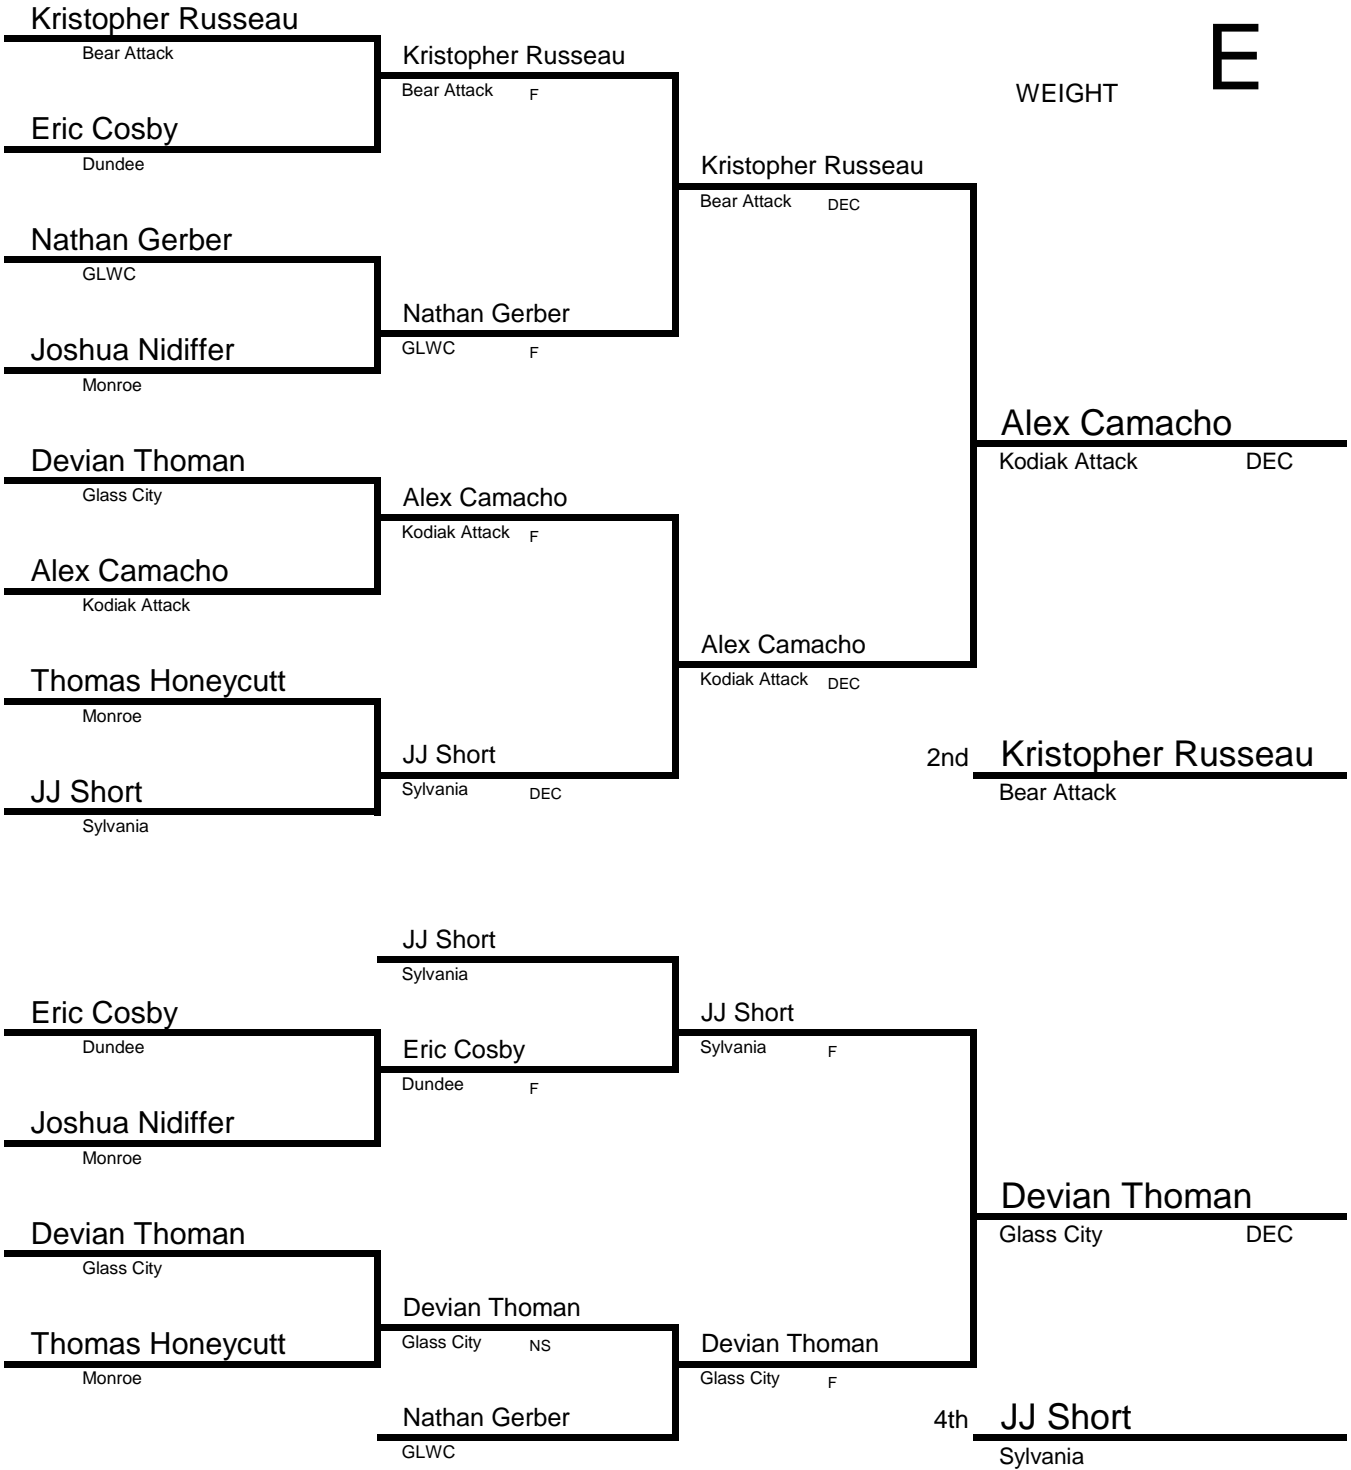 Kristopher Russeau
Bear Attack
Kristopher Russeau
Bear Attack F
E
WEIGHT
Eric Cosby
Dundee
Kristopher Russeau
Bear Attack DEC
Nathan Gerber
GLWC
Nathan Gerber
GLWC F
Joshua Nidiffer
Monroe
Alex Camacho
Kodiak Attack DEC
Devian Thoman
Glass City
Alex Camacho
Kodiak Attack F
Alex Camacho
Kodiak Attack
Alex Camacho
Kodiak Attack DEC
Thomas Honeycutt
Monroe
JJ Short
Sylvania DEC
2nd Kristopher Russeau
Bear Attack
JJ Short
Sylvania
JJ Short
Sylvania
Eric Cosby
Dundee
JJ Short
Sylvania F
Eric Cosby
Dundee F
Joshua Nidiffer
Monroe
Devian Thoman
Glass City DEC
Devian Thoman
Glass City
Devian Thoman
Glass City NS
Thomas Honeycutt
Monroe
Devian Thoman
Glass City F
Nathan Gerber
GLWC
4th JJ Short
Sylvania